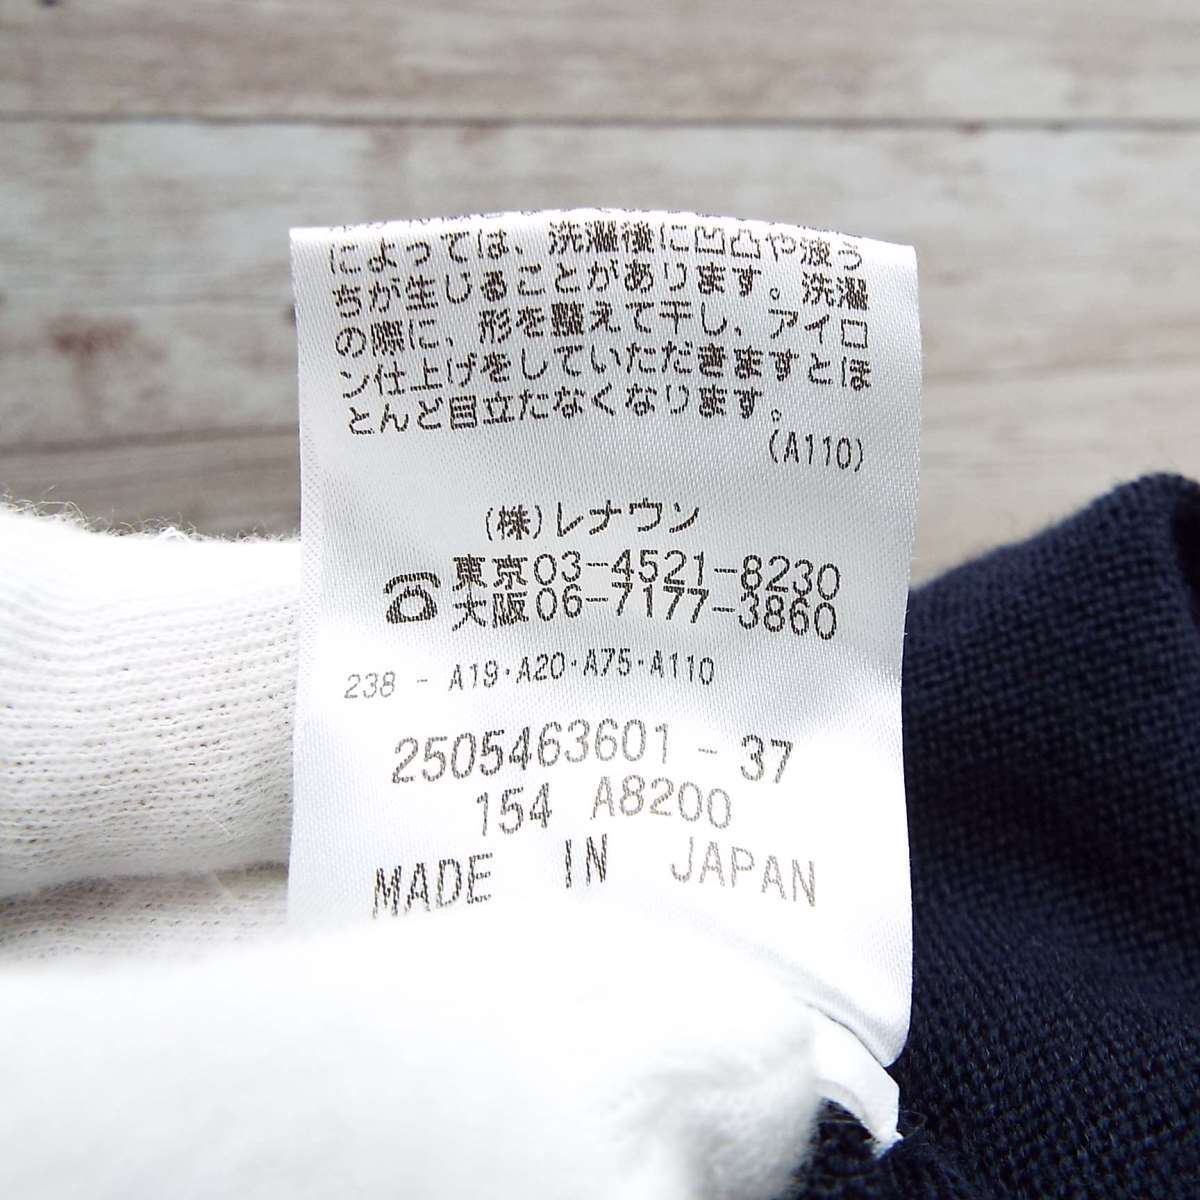 によっては、洗濯後に凹凸や波う
ちが生じることがあります。洗濯
の際に、形を整えて干し、アイロ
ン仕上げをしていただきますとほ
とんど目立たなくなります。
(A110)
(株)レナウン
☎ 東京03-4521-8230
大阪06-7177-3860
238 - A19・A20・A75・A110
2505463601 - 37
154 A8200
MADE IN JAPAN